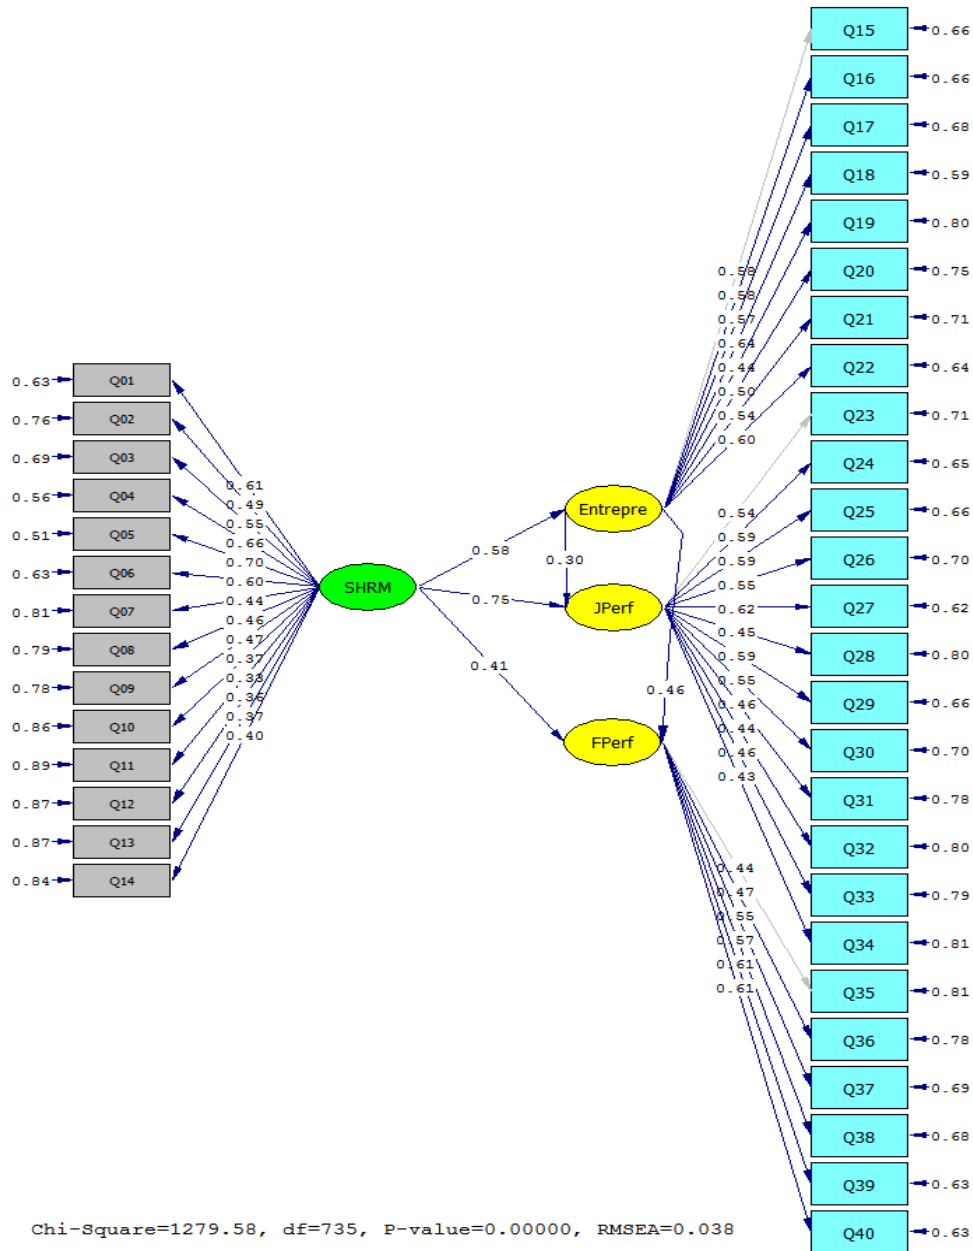 Q15 0.66
Q16 0.66
Q17 0.68
Q18 0.59
Q19 0.80
Q20 0.75
Q21 0.71
Q22 0.64
Q23 0.71
Q24 0.65
Q25 0.66
Q26 0.70
Q27 0.62
Q28 0.80
Q29 0.66
Q30 0.70
Q31 0.78
Q32 0.80
Q33 0.79
Q34 0.81
Q35 0.81
Q36 0.78
Q37 0.69
Q38 0.68
Q39 0.63
Q40 0.63
0.58
0.58
0.57
0.64
0.44
0.50
0.54
0.60
0.54
0.59
0.59
0.55
0.62
0.45
0.59
0.55
0.46
0.44
0.46
0.43
0.44
0.47
0.55
0.57
0.61
0.61
0.63 Q01
0.76 Q02
0.69 Q03
0.56 Q04
0.51 Q05
0.63 Q06
0.81 Q07
0.79 Q08
0.78 Q09
0.86 Q10
0.89 Q11
0.87 Q12
0.87 Q13
0.84 Q14
0.61
0.49
0.55
0.66
0.70
0.60
0.44
0.46
0.47
0.37
0.33
0.36
0.37
0.40
SHRM
0.58
0.75
0.41
Entrepre
0.30
JPerf
0.46
FPerf
Chi-Square=1279.58, df=735, P-value=0.00000, RMSEA=0.038